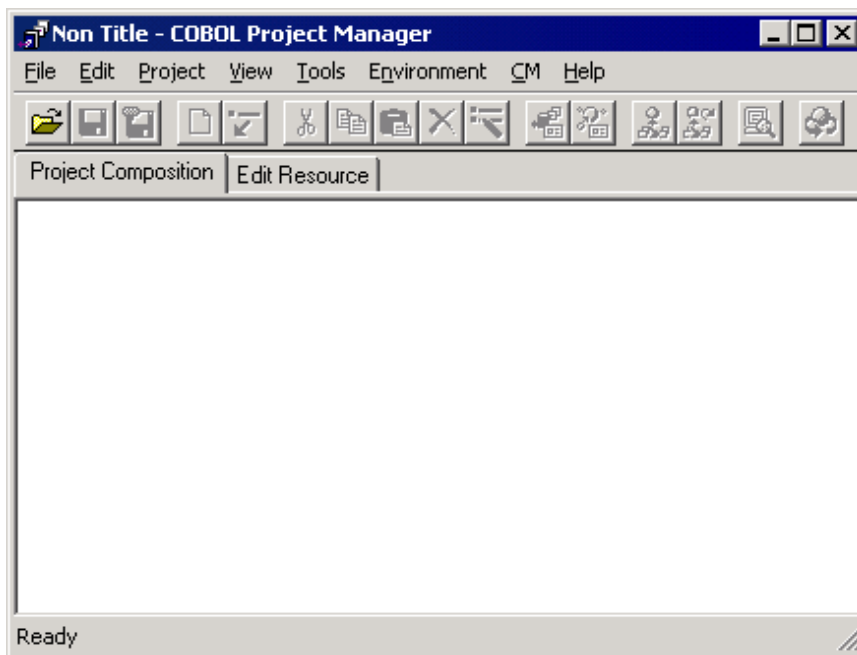 Non Title - COBOL Project Manager
File Edit Project View Tools Environment CM Help
Project Composition Edit Resource
Ready